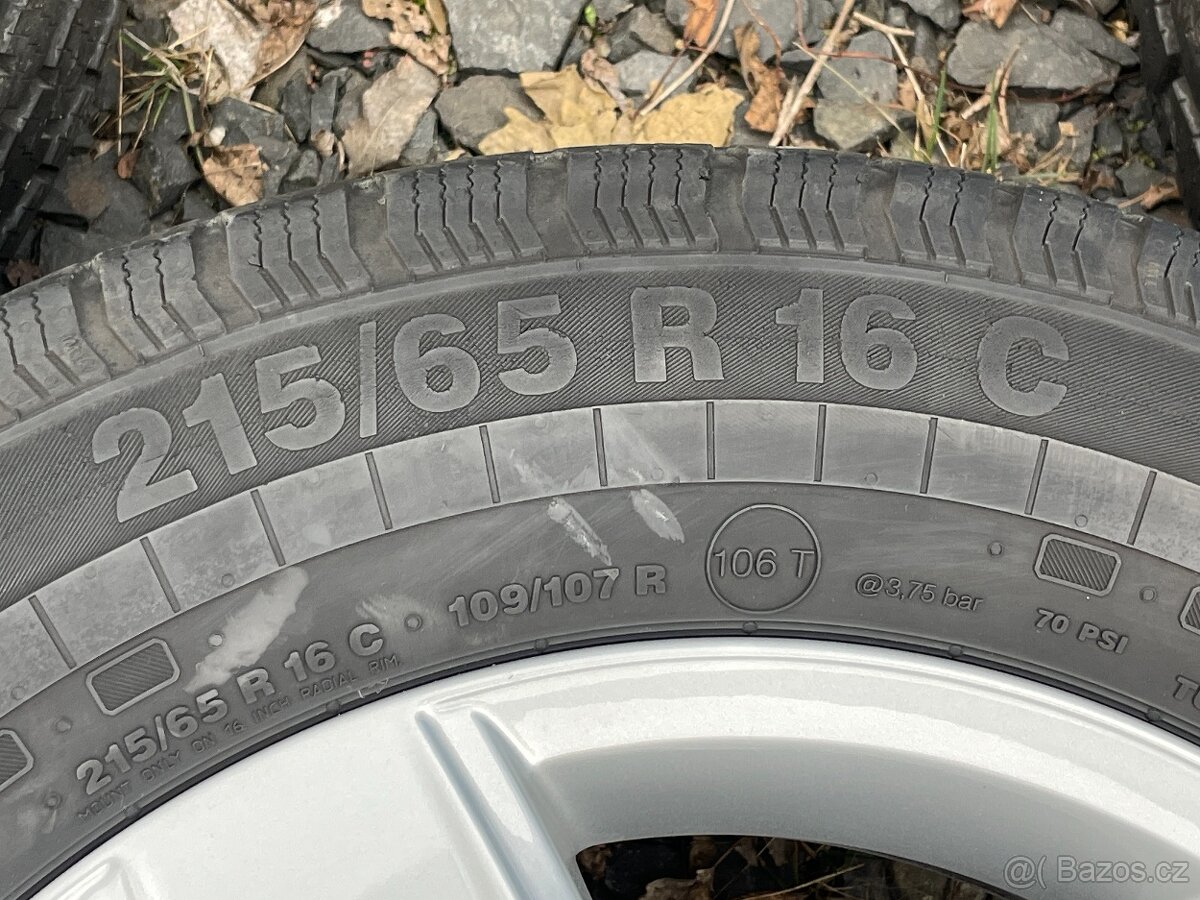 215/65 R 16 C
215/65 R 16 C 109/107 R 106 T @3,75 bar 70 PSI
MOUNT ONLY ON 16 INCH RADIAL RIM.
@( Bazos.cz